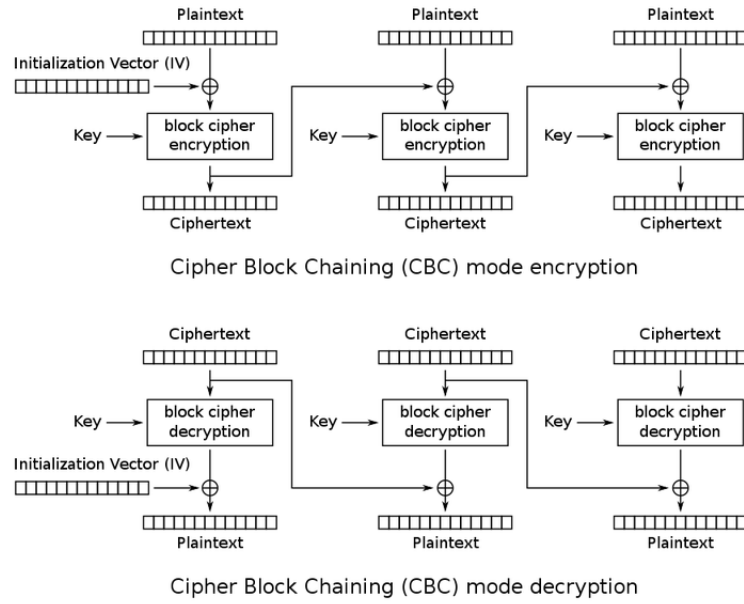 Plaintext Plaintext Plaintext
Initialization Vector (IV)
Key block cipher encryption Key block cipher encryption Key block cipher encryption
Ciphertext Ciphertext Ciphertext
Cipher Block Chaining (CBC) mode encryption
Ciphertext Ciphertext Ciphertext
Key block cipher decryption Key block cipher decryption Key block cipher decryption
Initialization Vector (IV)
Plaintext Plaintext Plaintext
Cipher Block Chaining (CBC) mode decryption